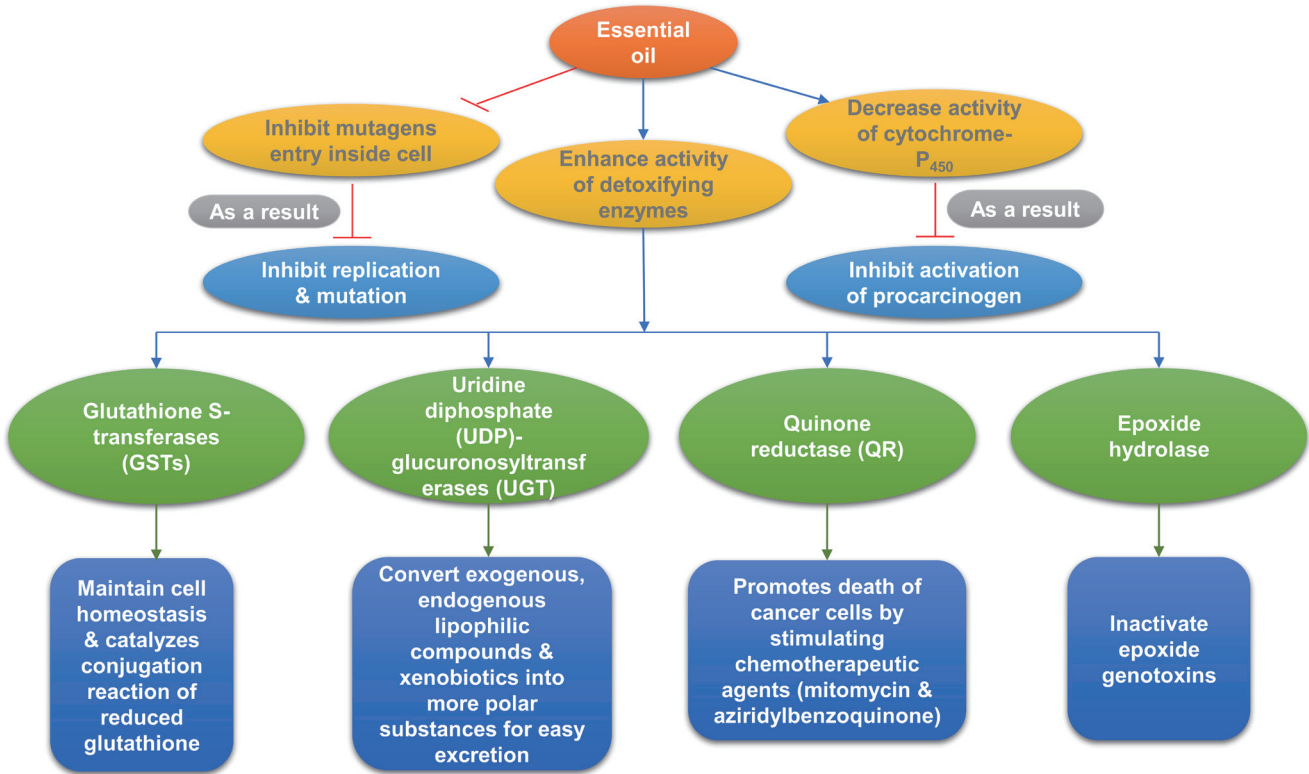 Essential
oil
Inhibit mutagens
entry inside cell
Enhance activity
of detoxifying
enzymes
Decrease activity
of cytochrome-
P450
As a result
As a result
Inhibit replication
& mutation
Inhibit activation
of procarcinogen
Glutathione S-
transferases
(GSTs)
Uridine
diphosphate
(UDP)-
glucuronosyltransf
erases (UGT)
Quinone
reductase (QR)
Epoxide
hydrolase
Maintain cell
homeostasis
& catalyzes
conjugation
reaction of
reduced
glutathione
Convert exogenous,
endogenous
lipophilic
compounds &
xenobiotics into
more polar
substances for easy
excretion
Promotes death of
cancer cells by
stimulating
chemotherapeutic
agents (mitomycin &
aziridylbenzoquinone)
Inactivate
epoxide
genotoxins